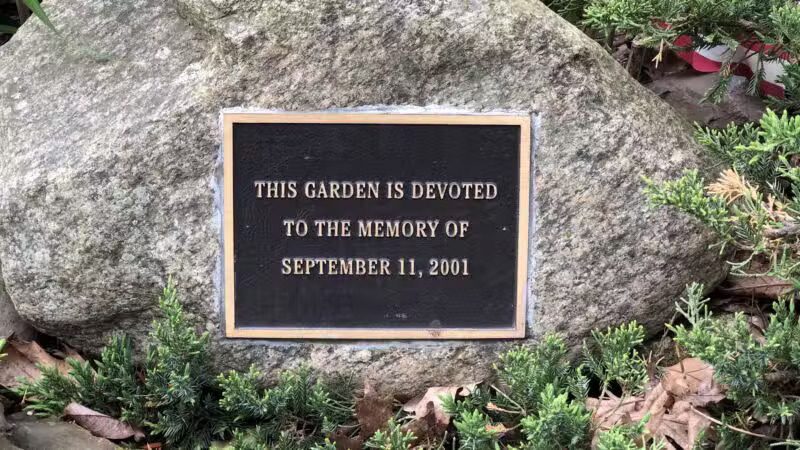 THIS GARDEN IS DEVOTED
TO THE MEMORY OF
SEPTEMBER 11, 2001